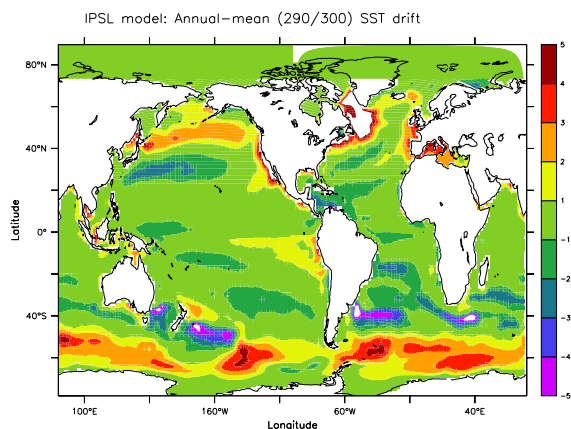 IPSL model: Annual-mean (290/300) SST drift
80°N
40°N
0°
40°S
Latitude
100°E
160°W
60°W
40°E
Longitude
5
4
3
2
1
-1
-2
-3
-4
-5